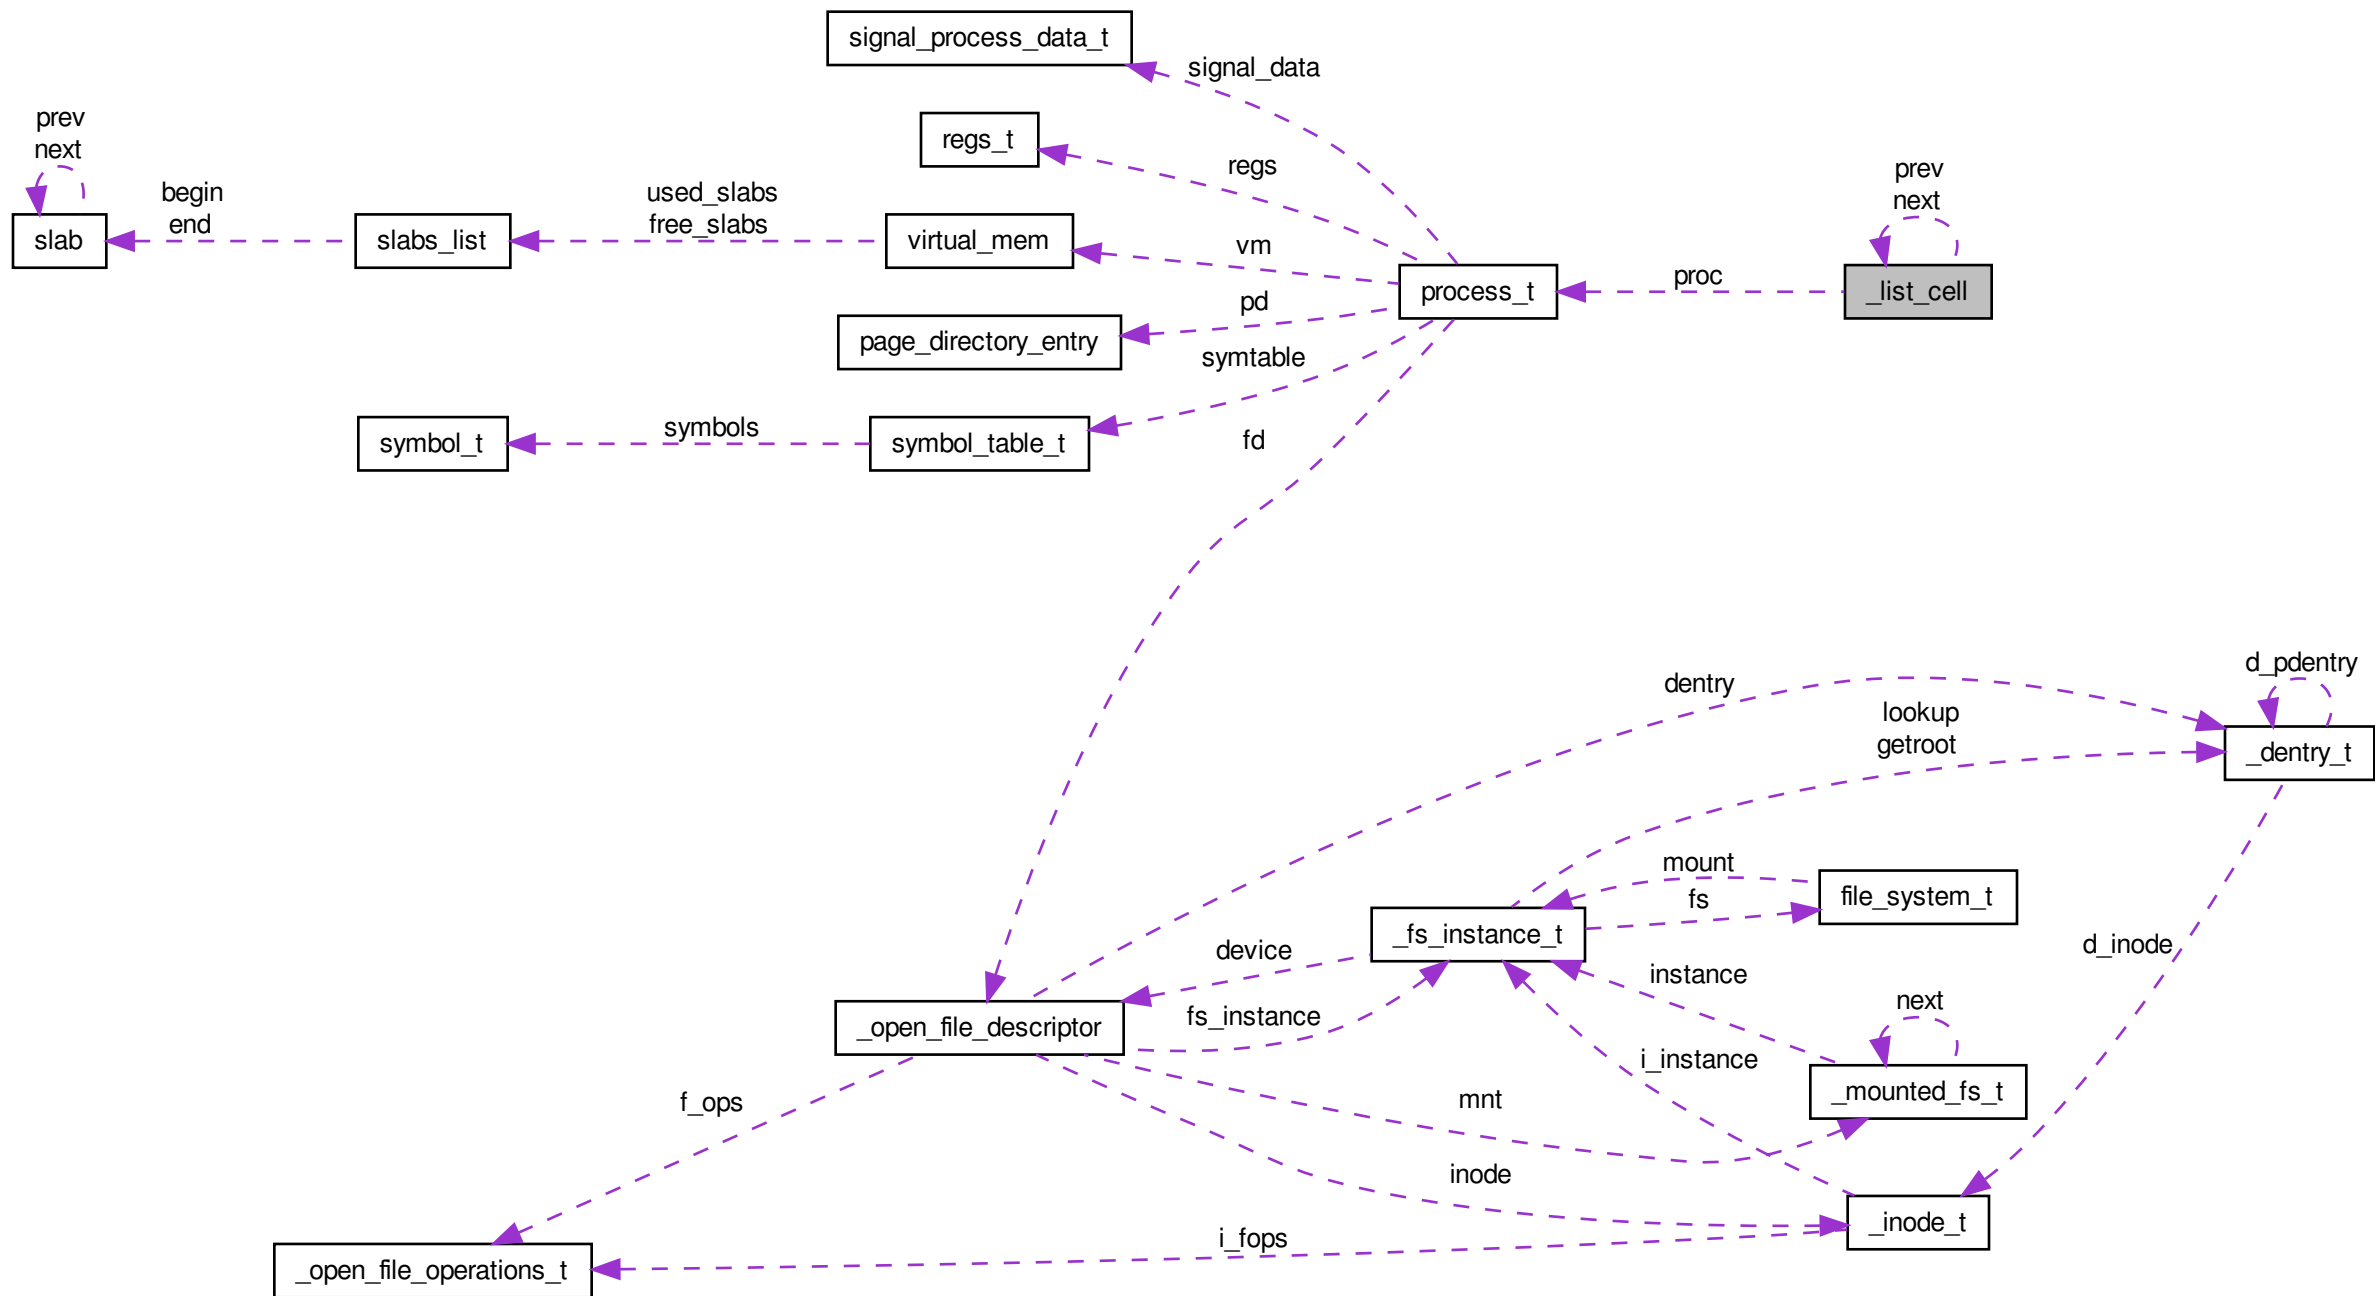 signal_process_data_t
signal_data
prev
next
regs_t
regs
prev
next
begin
end
used_slabs
free_slabs
slab
slabs_list
virtual_mem
vm
process_t
proc
_list_cell
pd
page_directory_entry
symtable
symbol_t
symbols
symbol_table_t
fd
d_pdentry
dentry
lookup
getroot
_dentry_t
mount
fs
file_system_t
_fs_instance_t
device
d_inode
instance
next
_open_file_descriptor
fs_instance
i_instance
_mounted_fs_t
f_ops
mnt
inode
_inode_t
i_fops
_open_file_operations_t